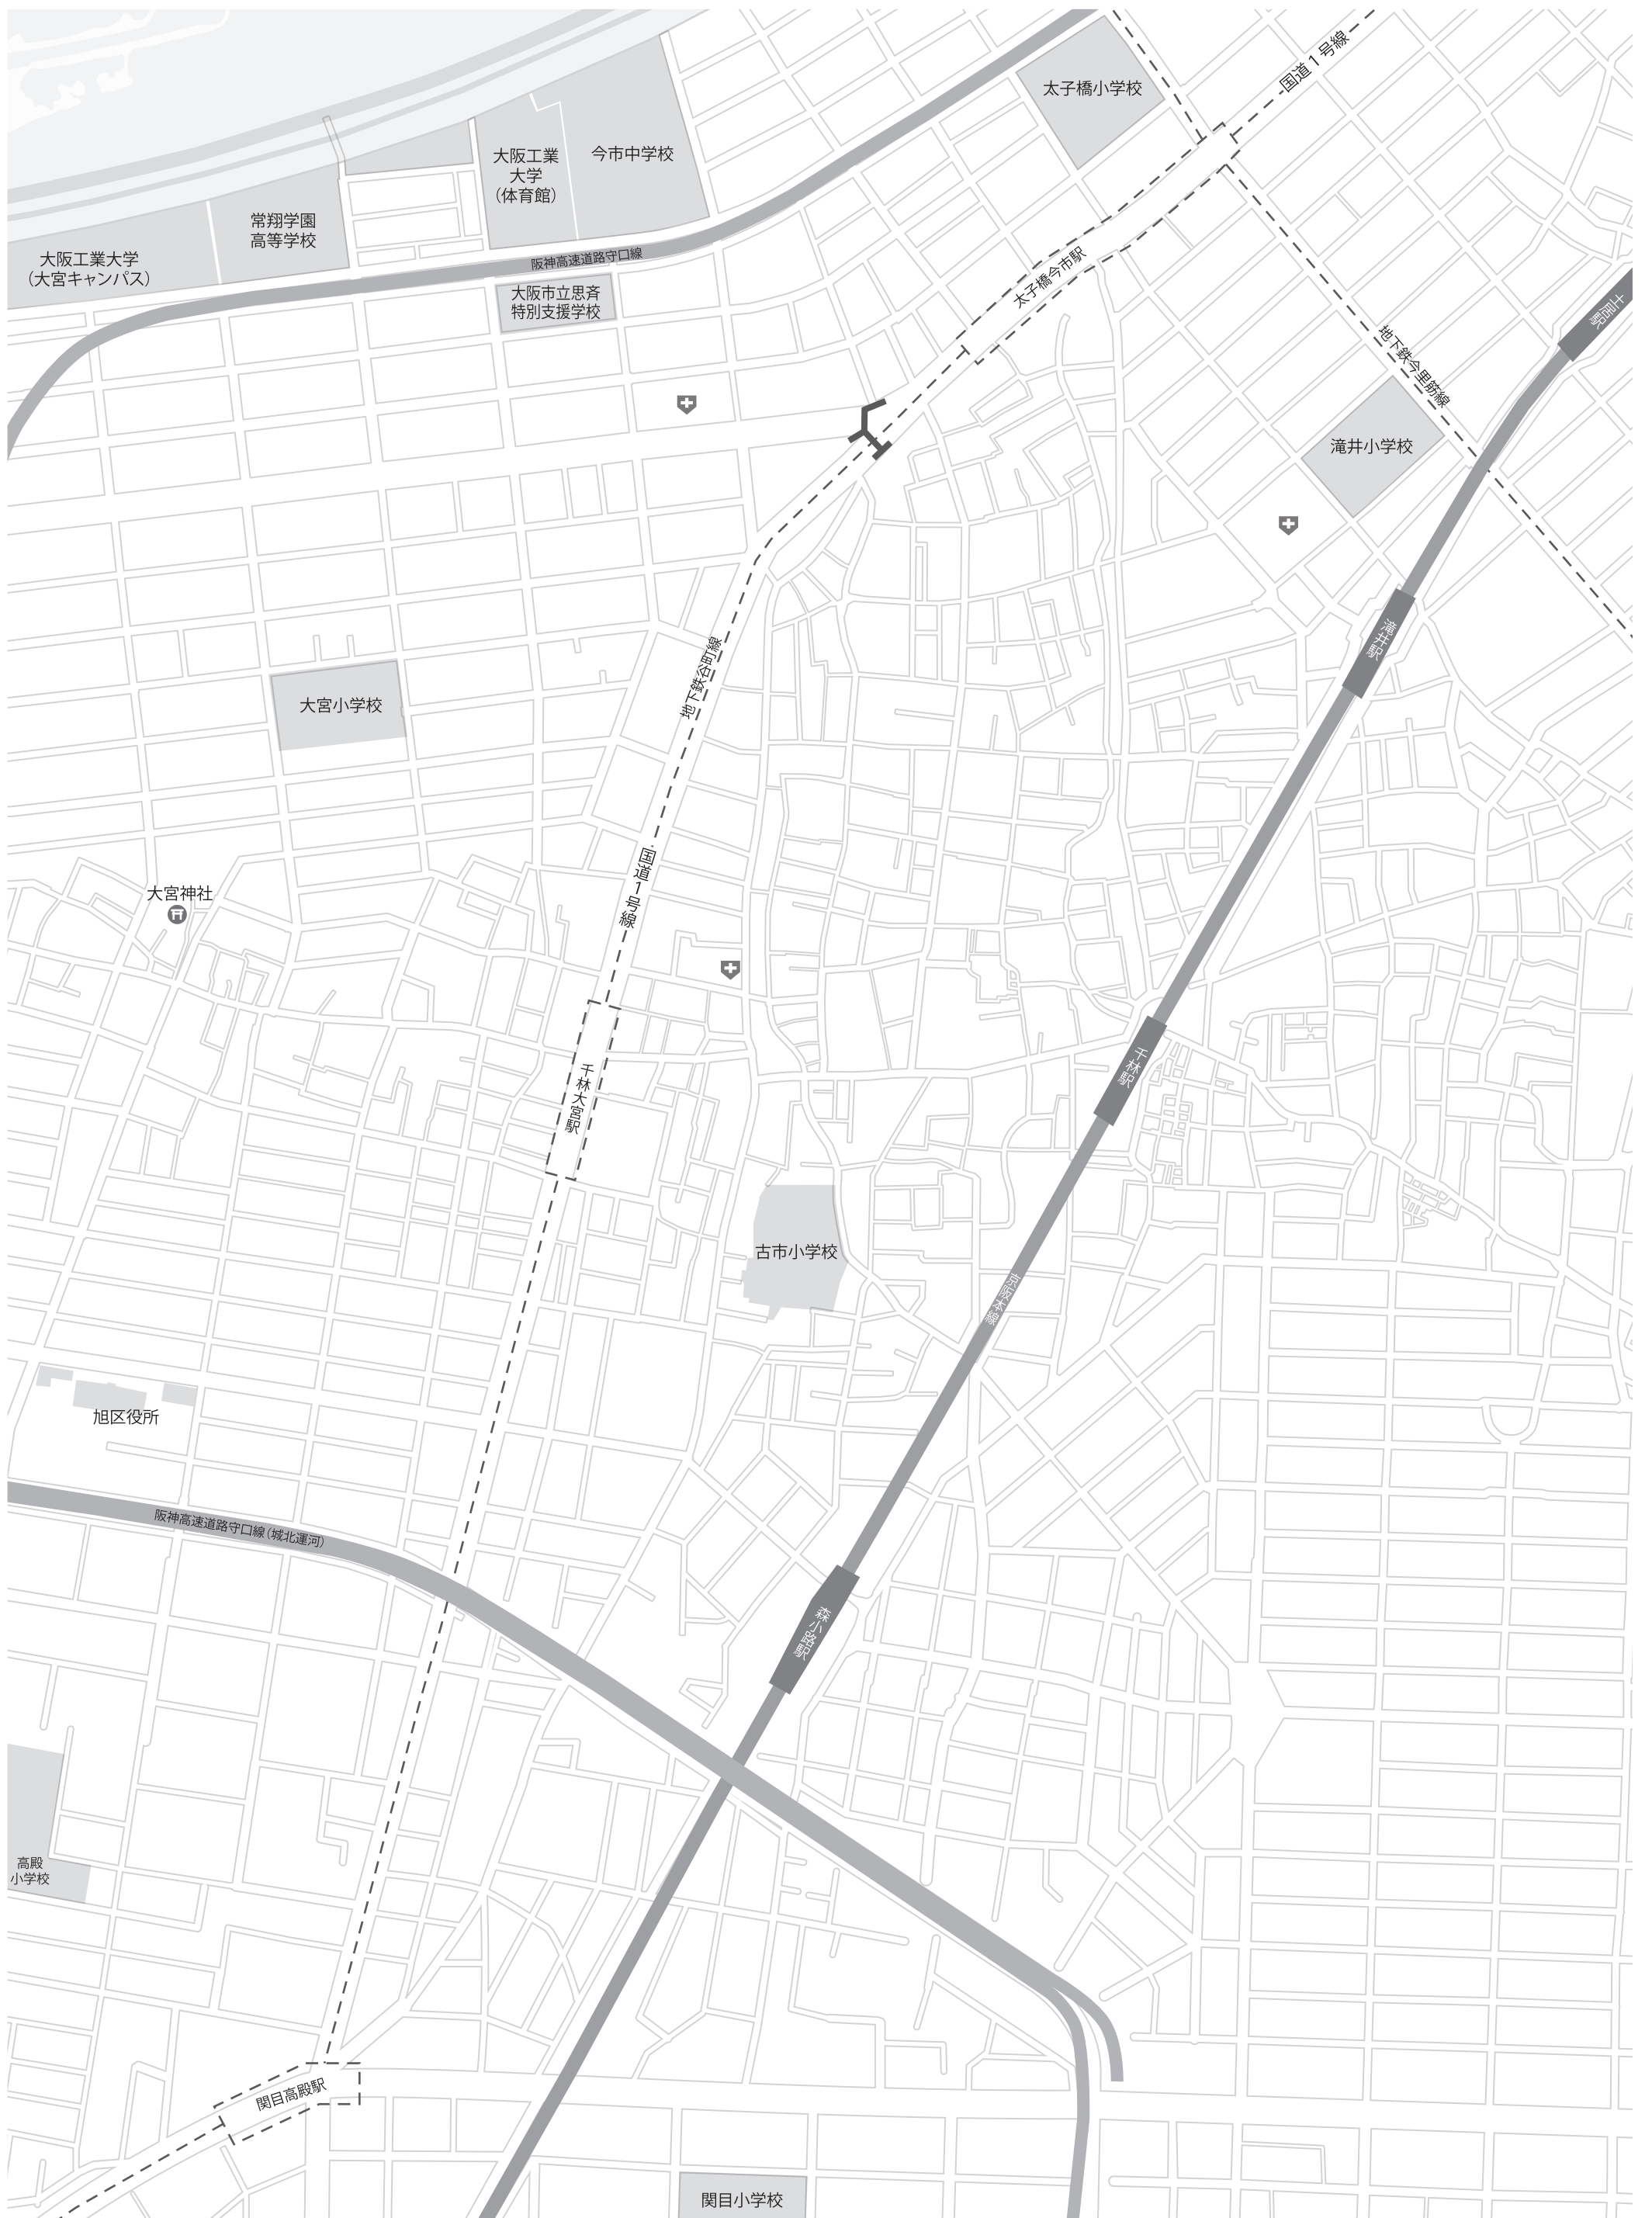 国道1号線
太子橋小学校
大阪工業
大学
（体育館）
今市中学校
常翔学園
高等学校
大阪工業大学
（大宮キャンパス）
阪神高速道路守口線
太子橋今市駅
大阪市立思斉
特別支援学校
土居駅
地下鉄今里筋線
滝井小学校
滝井駅
地下鉄谷町線
大宮小学校
国道1号線
大宮神社
千林大宮駅
千林駅
古市小学校
京阪本線
旭区役所
阪神高速道路守口線（城北運河）
森小路駅
高殿
小学校
関目高殿駅
関目小学校